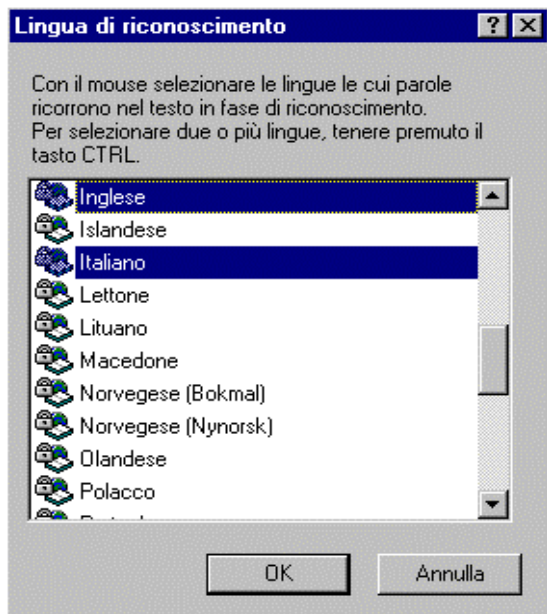 Lingua di riconoscimento
Con il mouse selezionare le lingue le cui parole
ricorrono nel testo in fase di riconoscimento.
Per selezionare due o più lingue, tenere premuto il
tasto CTRL.
Inglese
Islandese
Italiano
Lettone
Lituano
Macedone
Norvegese (Bokmal)
Norvegese (Nynorsk)
Olandese
Polacco
OK
Annulla